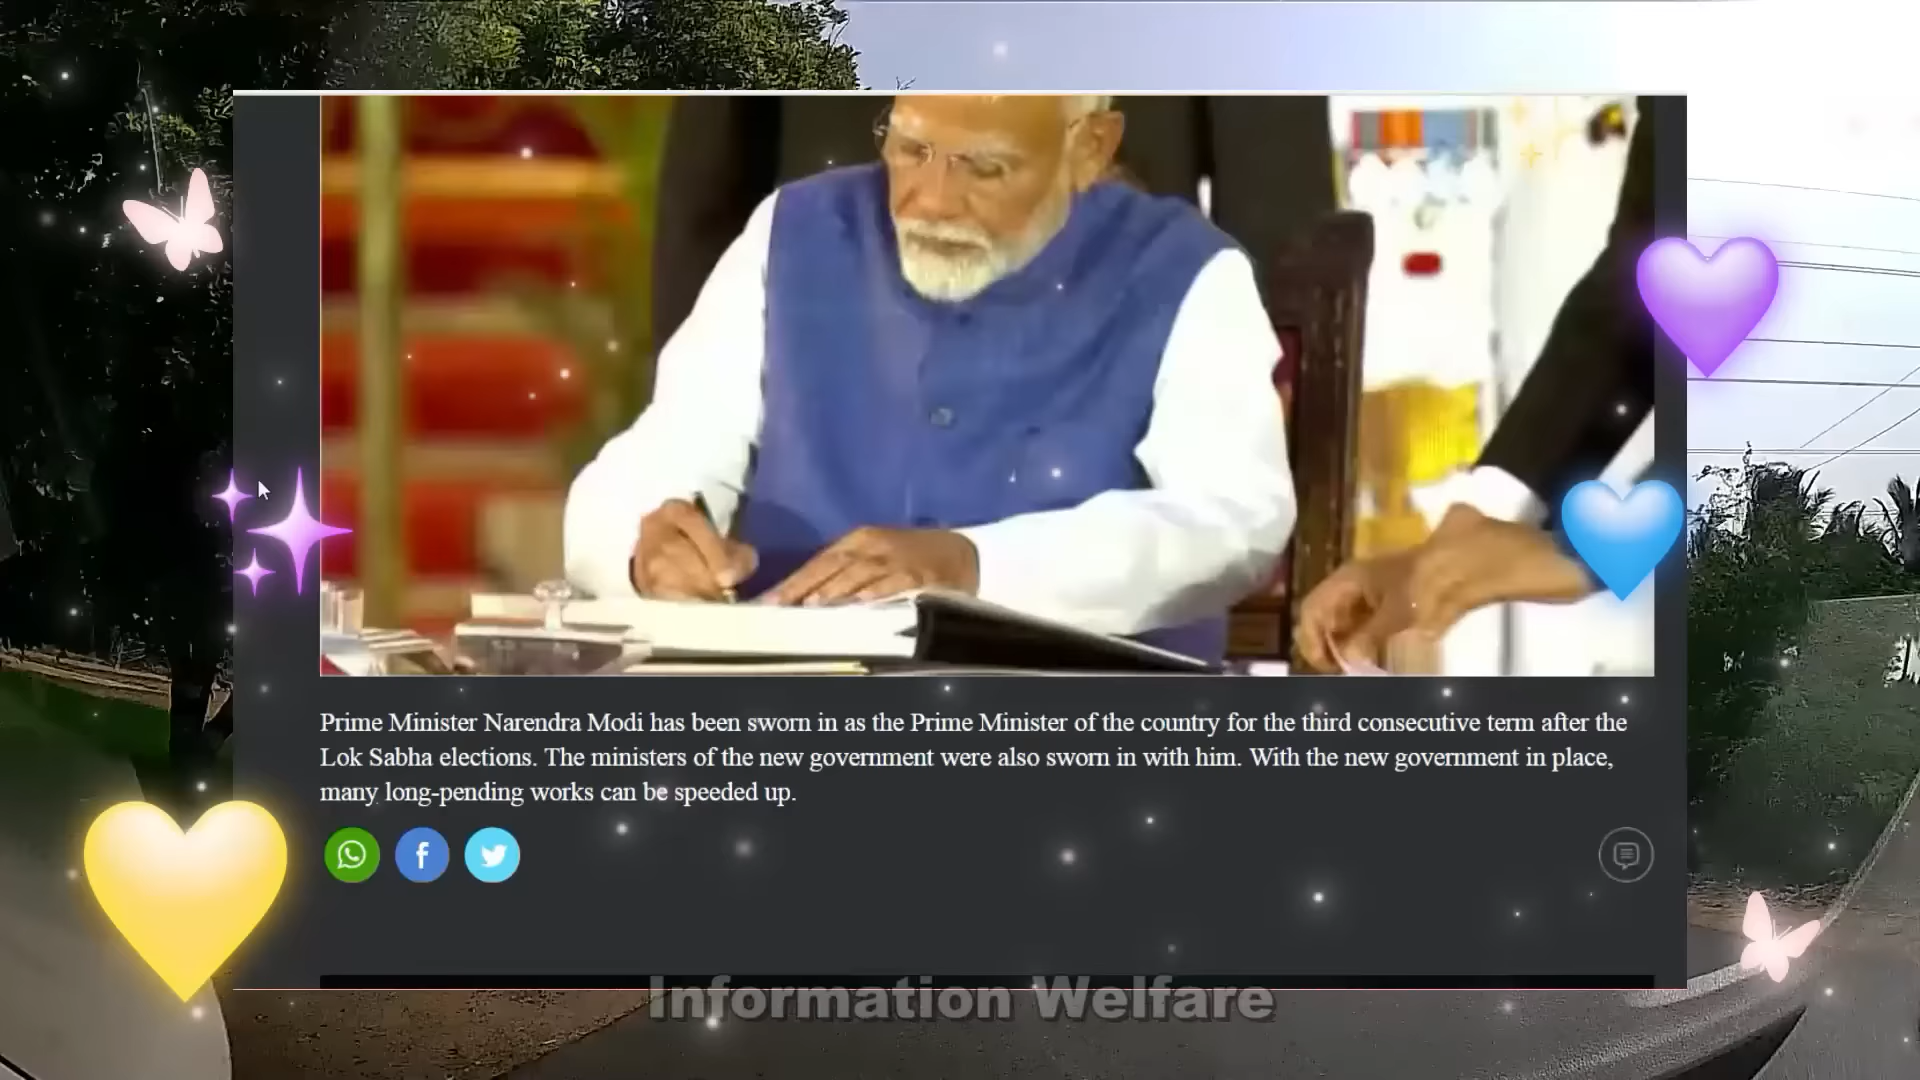 Prime Minister Narendra Modi has been sworn in as the Prime Minister of the country for the third consecutive term after the
Lok Sabha elections. The ministers of the new government were also sworn in with him. With the new government in place,
many long-pending works can be speeded up.
Information Welfare